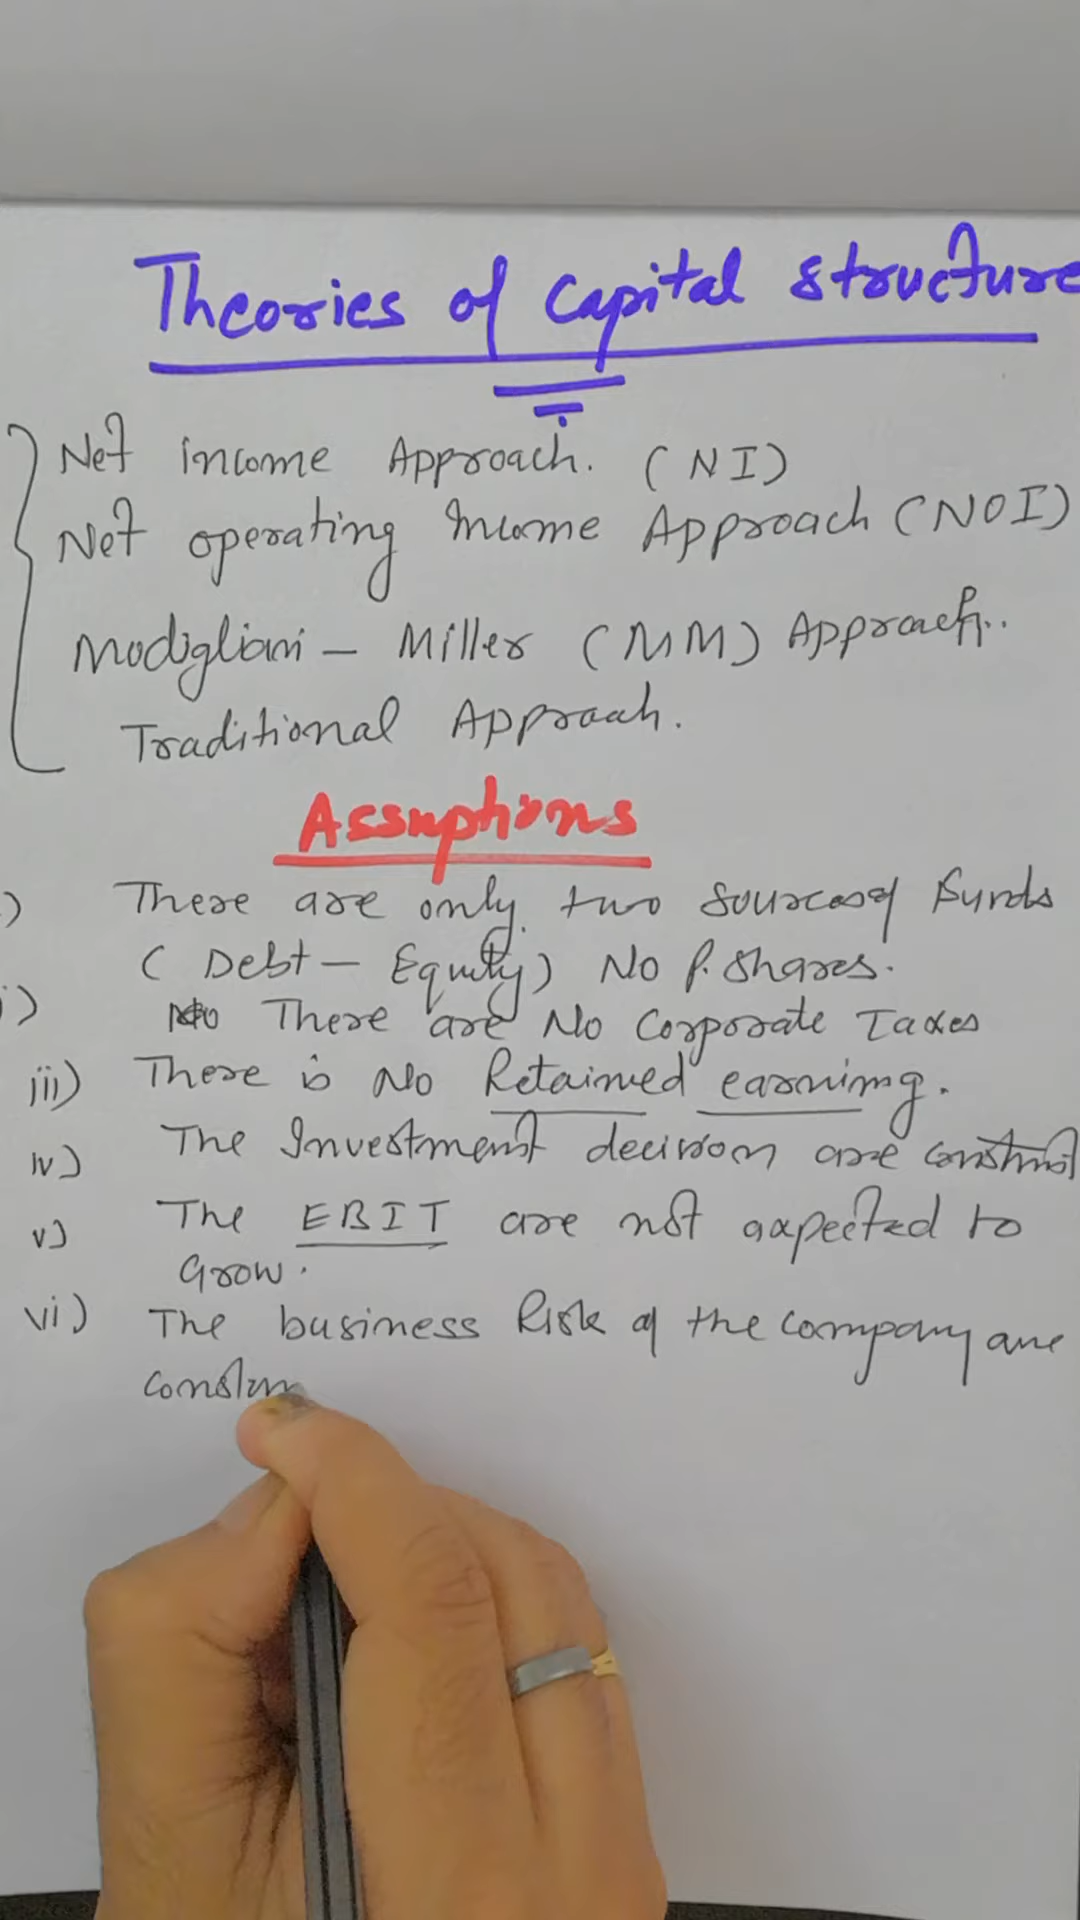 Theories of Capital structure
Net income Approach. (NI)
Net operating Income Approach (NOI)
Modigliani - Miller (MM) Approach..
Traditional Approach.
Assuptions
) There are only two sources of Funds
( Debt - Equity) No P. Shares.
i) There are No Corporate Taxes
iii) There is No Retained earning.
iv) The Investment decision are
v) The EBIT are not expected to
Grow.
vi) The business Risk of the company are
constan